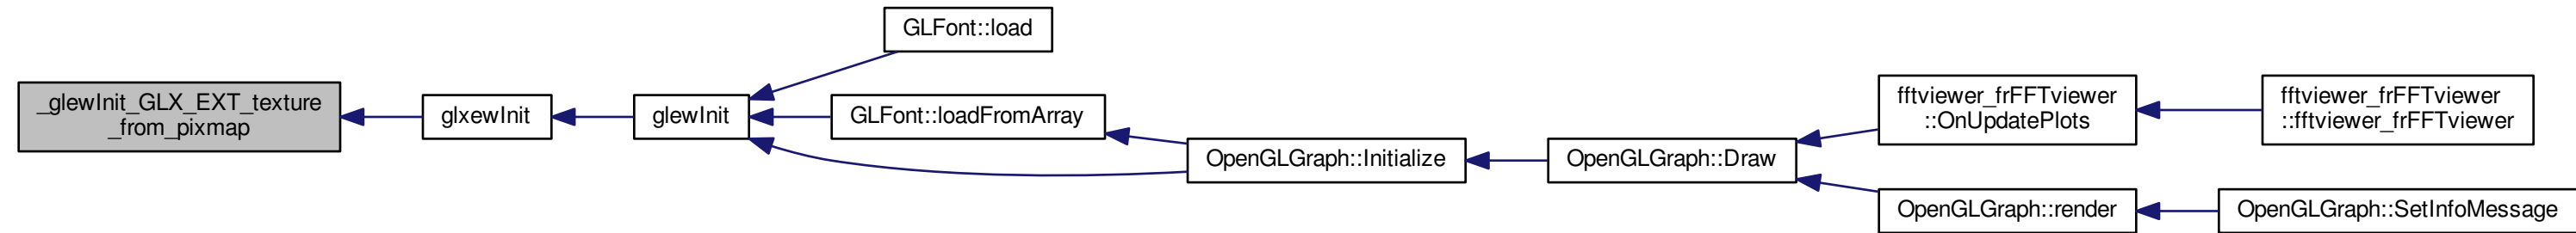 _glewInit_GLX_EXT_texture
_from_pixmap
glxewInit
glewInit
GLFont::load
GLFont::loadFromArray
OpenGLGraph::Initialize
OpenGLGraph::Draw
fftviewer_frFFTviewer
::OnUpdatePlots
fftviewer_frFFTviewer
::fftviewer_frFFTviewer
OpenGLGraph::render
OpenGLGraph::SetInfoMessage